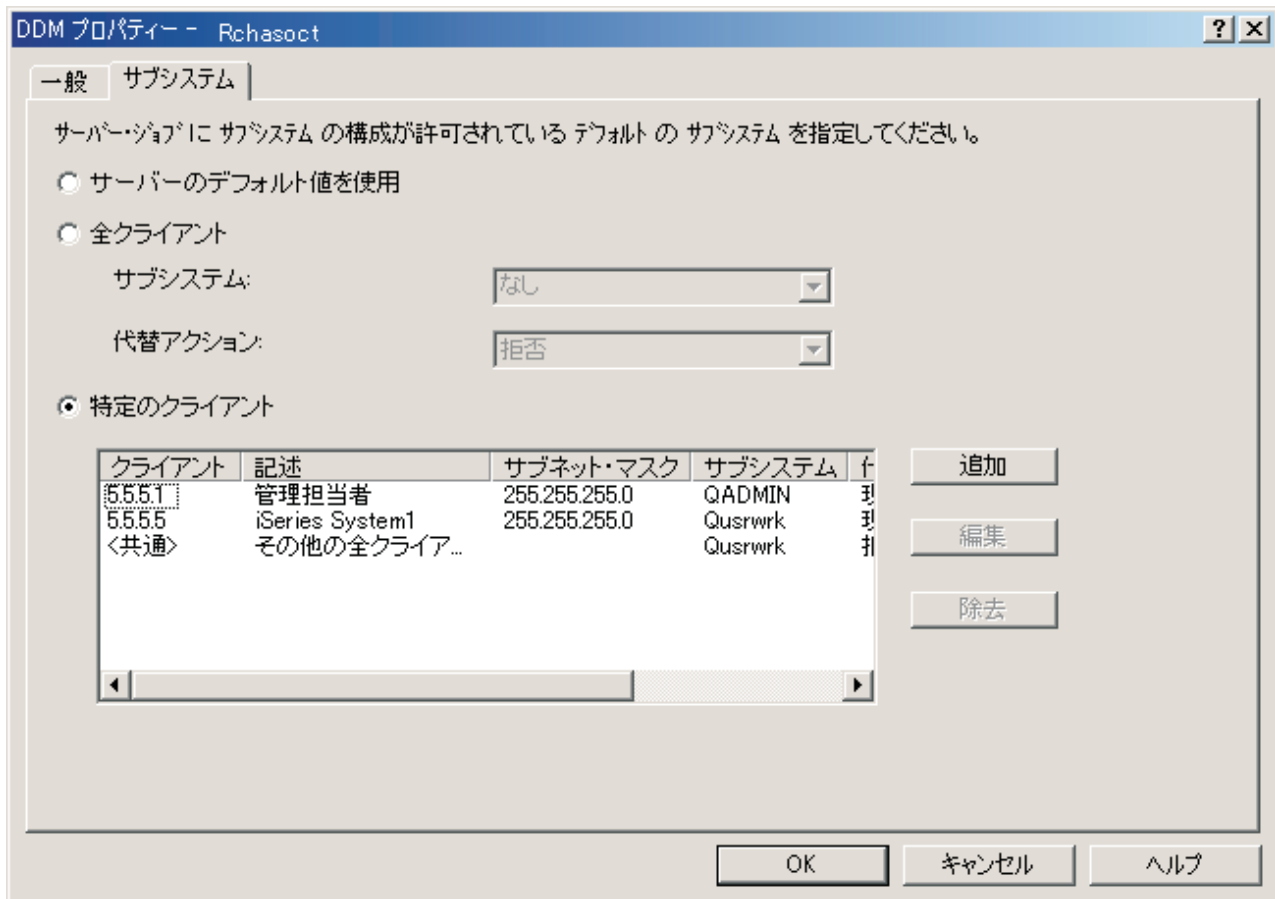 DDM プロパティー - Rchasoct
一般 サブシステム
サーバー・ジョブに サブシステム の構成が許可されている デフォルト の サブシステム を指定してください。
サーバーのデフォルト値を使用
全クライアント
サブシステム: なし
代替アクション: 拒否
特定のクライアント
クライアント 記述 サブネット・マスク サブシステム
5.5.5.1 管理担当者 255.255.255.0 QADMIN
5.5.5.5 iSeries System1 255.255.255.0 Qusrwrk
<共通> その他の全クライア... Qusrwrk
追加
編集
除去
OK キャンセル ヘルプ